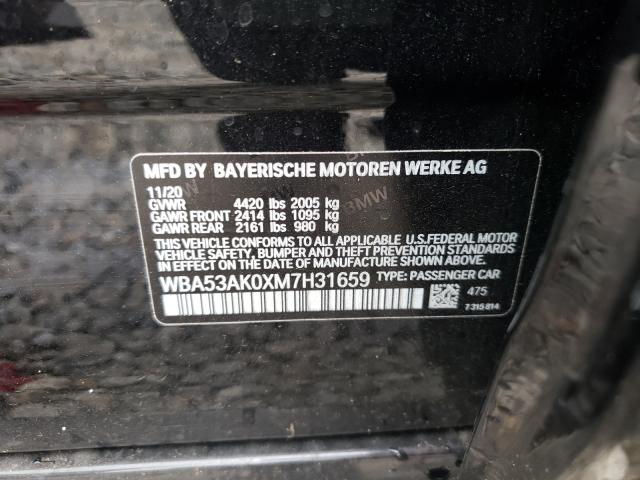 MFD BY BAYERISCHE MOTOREN WERKE AG
11/20
GVWR 4420 lbs 2005 kg
GAWR FRONT 2414 lbs 1095 kg
GAWR REAR 2161 lbs 980 kg
THIS VEHICLE CONFORMS TO ALL APPLICABLE U.S.FEDERAL MOTOR
VEHICLE SAFETY, BUMPER AND THEFT PREVENTION STANDARDS
IN EFFECT ON THE DATE OF MANUFACTURE SHOWN ABOVE.
WBA53AK0XM7H31659 TYPE: PASSENGER CAR
475
7 315 814
BMW